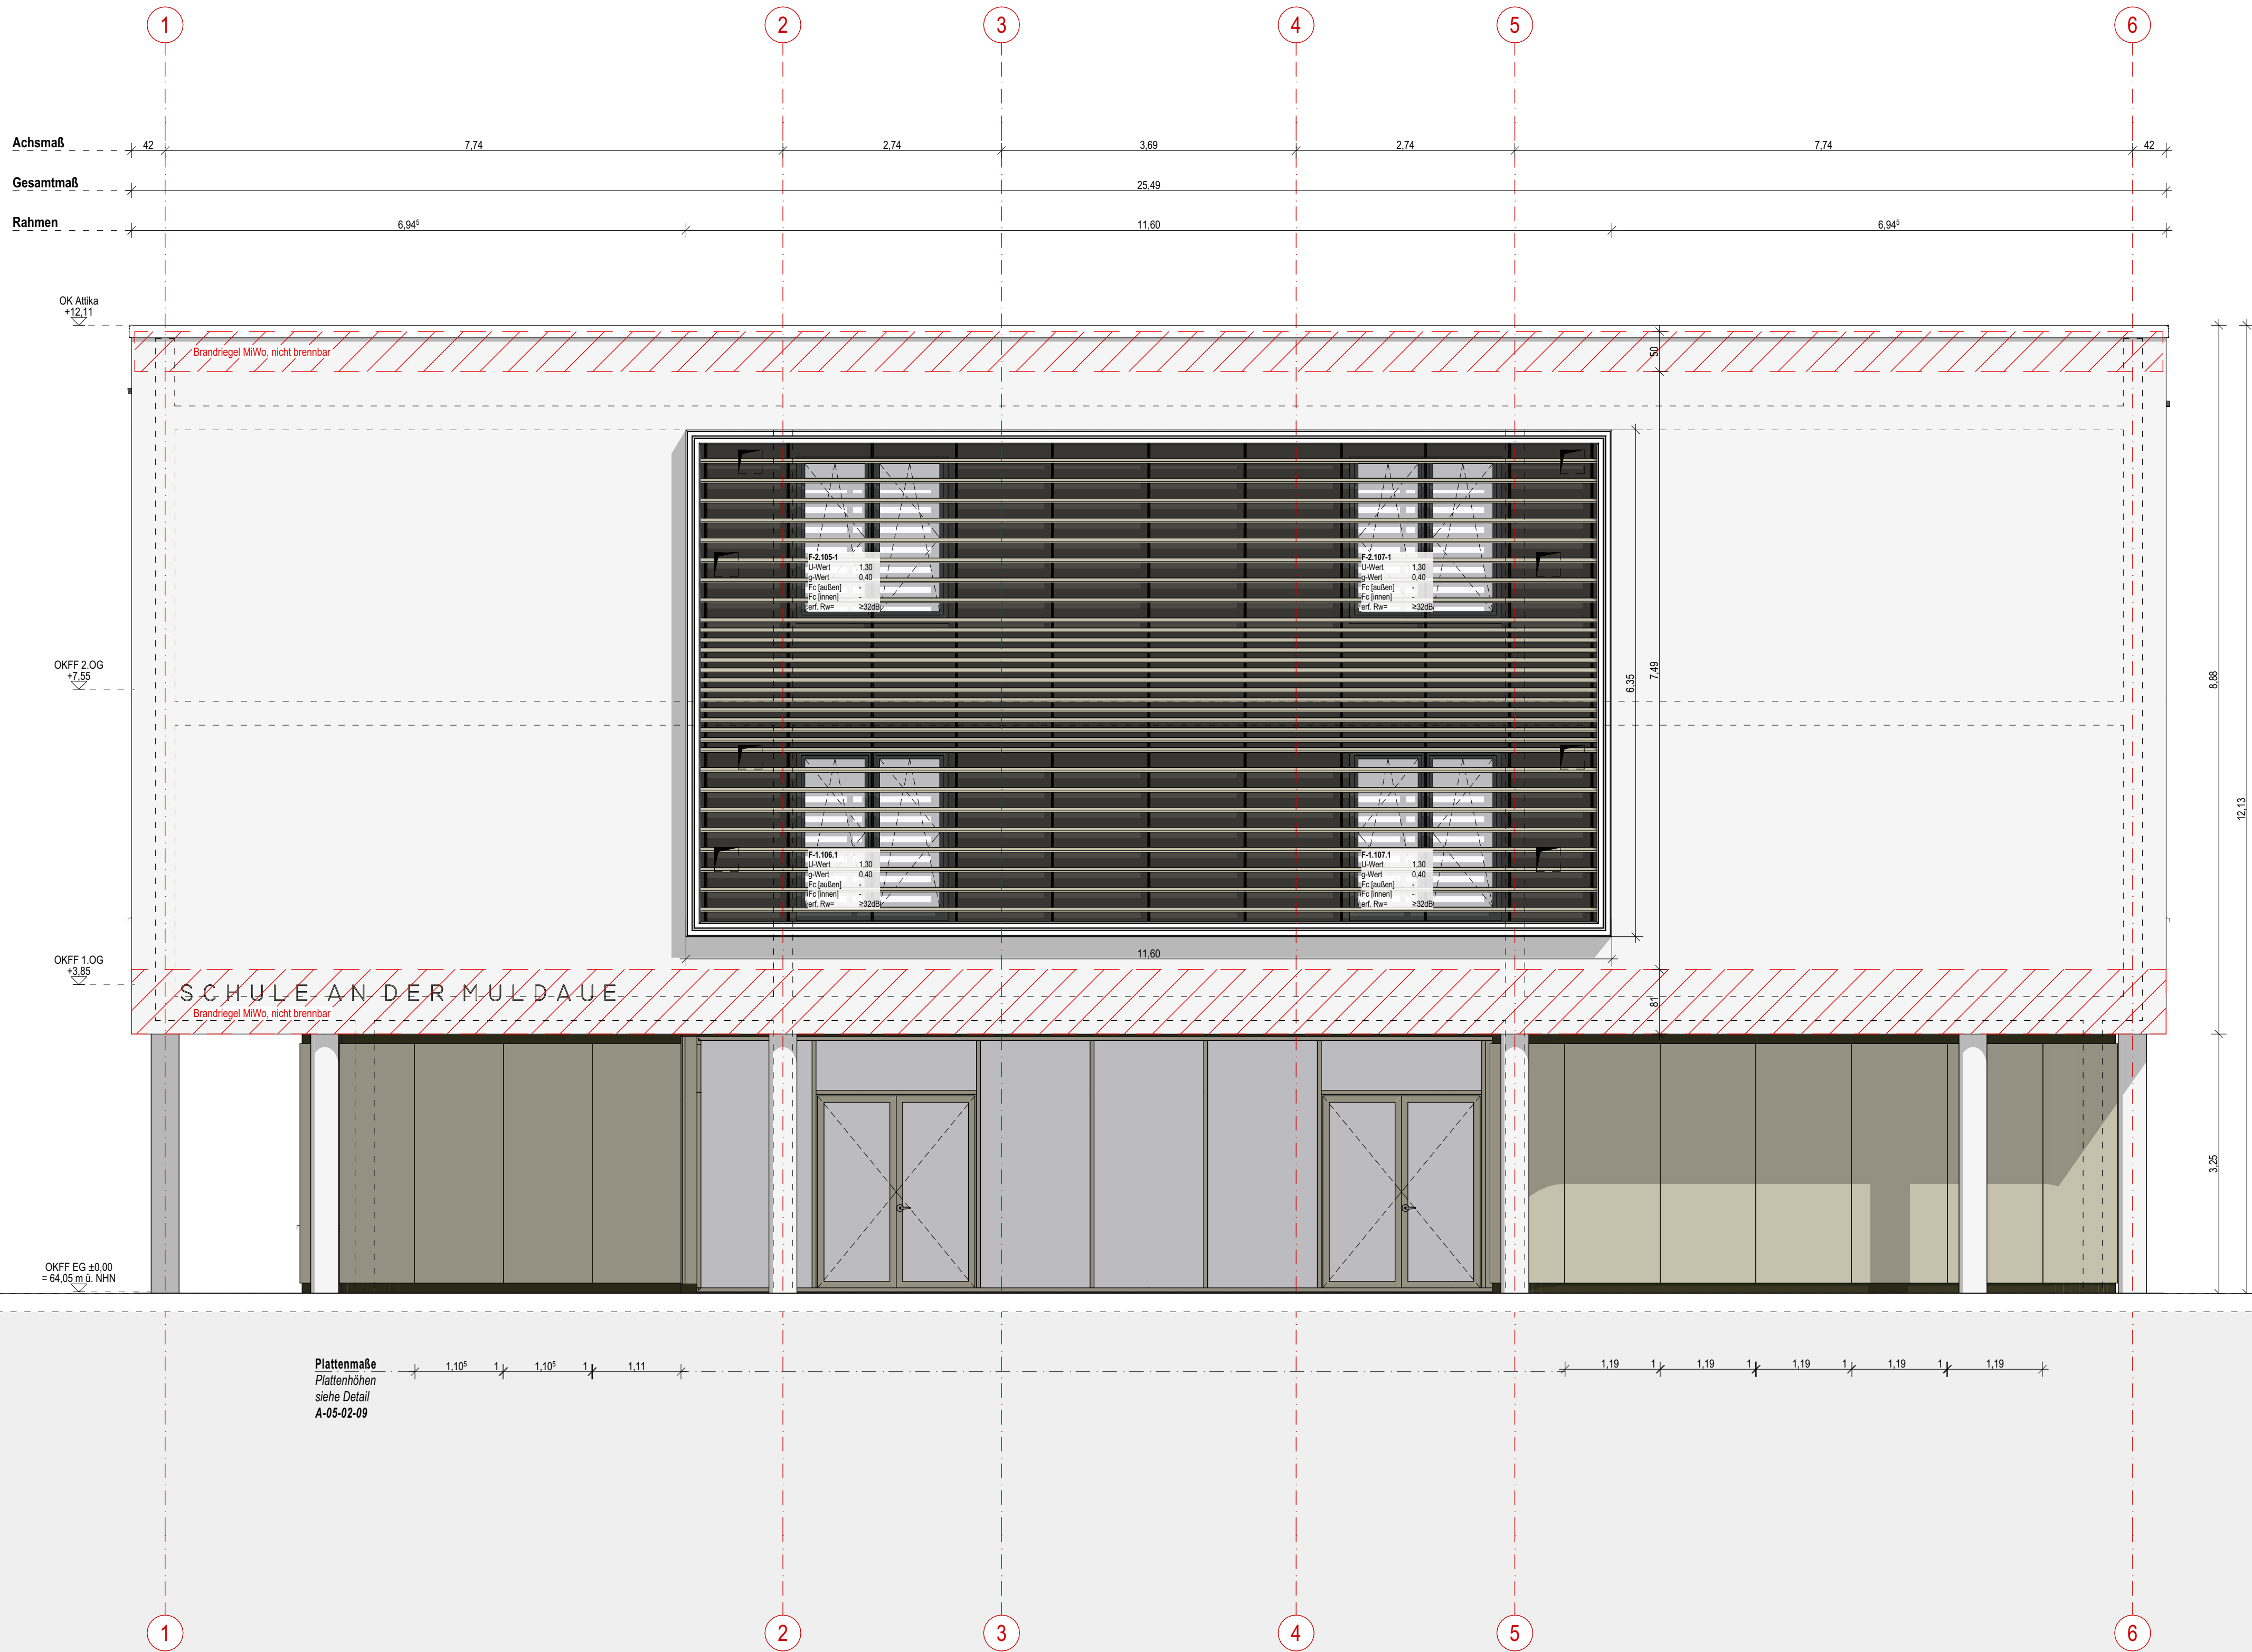 1 2 3 4 5 6
Achsmaß 42 7,74 2,74 3,69 2,74 7,74 42
Gesamtmaß 25,49
Rahmen 6,94⁵ 11,60 6,94⁵
OK Attika
+12,11
Brandriegel MiWo, nicht brennbar
50
F-2.105-1
U-Wert 1,30
g-Wert 0,40
Fc [außen] -
Fc [innen] -
erf. Rw= ≥32dB
F-2.107-1
U-Wert 1,30
g-Wert 0,40
Fc [außen] -
Fc [innen] -
erf. Rw= ≥32dB
OKFF 2.OG
+7,55
6,35
7,49
8,88
12,13
F-1.106.1
U-Wert 1,30
g-Wert 0,40
Fc [außen] -
Fc [innen] -
erf. Rw= ≥32dB
F-1.107.1
U-Wert 1,30
g-Wert 0,40
Fc [außen] -
Fc [innen] -
erf. Rw= ≥32dB
11,60
OKFF 1.OG
+3,85
SCHULE AN DER MULDAUE
Brandriegel MiWo, nicht brennbar
81
3,25
OKFF EG ±0,00
= 64,05 m ü. NHN
Plattenmaße 1,10⁵ 1 1,10⁵ 1 1,11 1,19 1 1,19 1 1,19 1 1,19 1 1,19
Plattenhöhen
siehe Detail
A-05-02-09
1 2 3 4 5 6